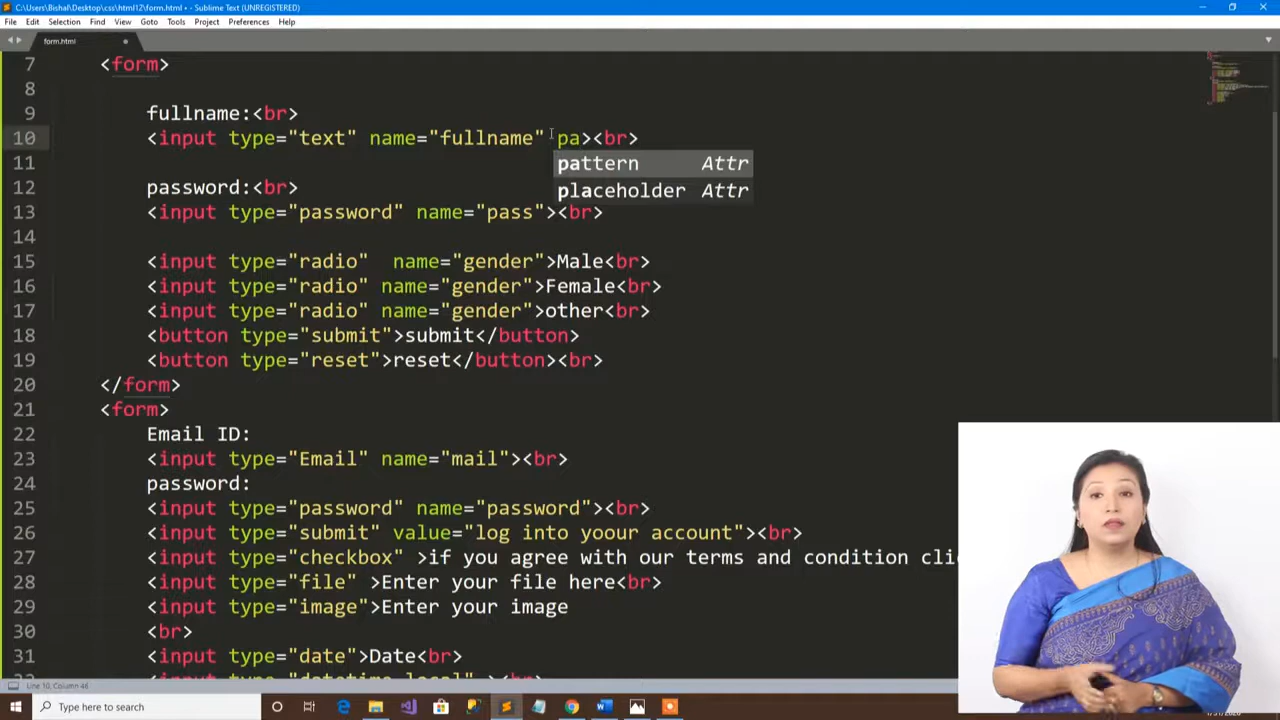 C:\Users\Bishal\Desktop\css\html12\form.html • - Sublime Text (UNREGISTERED)
File Edit Selection Find View Goto Tools Project Preferences Help
form.html
7 <form>
8
9 fullname:<br>
10 <input type="text" name="fullname" pa><br>
pattern Attr
11
placeholder Attr
12 password:<br>
13 <input type="password" name="pass"><br>
14
15 <input type="radio"  name="gender">Male<br>
16 <input type="radio" name="gender">Female<br>
17 <input type="radio" name="gender">other<br>
18 <button type="submit">submit</button>
19 <button type="reset">reset</button><br>
20 </form>
21 <form>
22 Email ID:
23 <input type="Email" name="mail"><br>
24 password:
25 <input type="password" name="password"><br>
26 <input type="submit" value="log into yoour account"><br>
27 <input type="checkbox" >if you agree with our terms and condition cli
28 <input type="file" >Enter your file here<br>
29 <input type="image">Enter your image
30 <br>
31 <input type="date">Date<br>
Line 10, Column 46
Type here to search